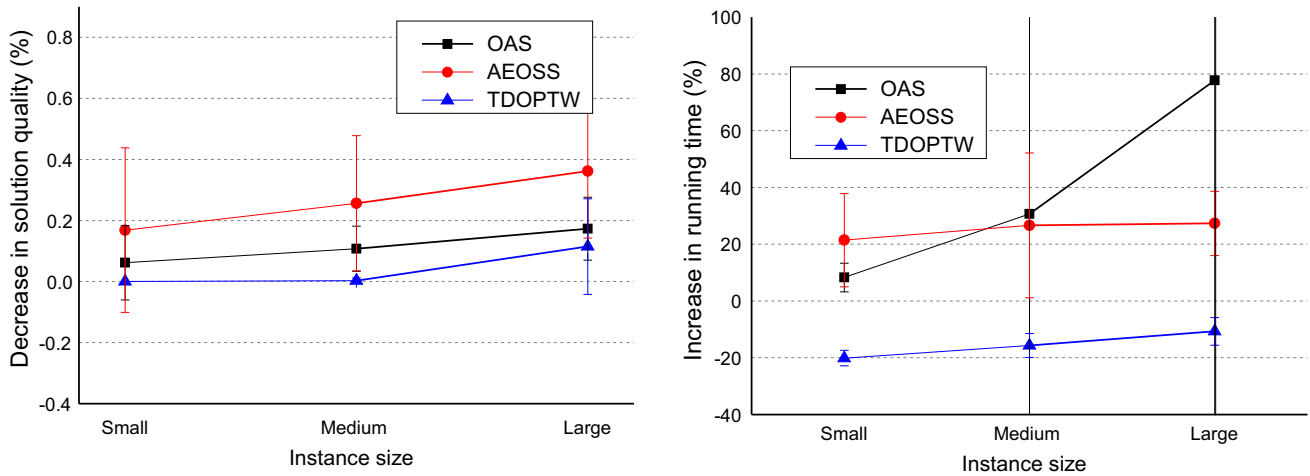 Decrease in solution quality (%)
0.8
0.6
0.4
0.2
0.0
-0.2
-0.4
OAS
AEOSS
TDOPTW
Small
Medium
Large
Instance size
Increase in running time (%)
100
80
60
40
20
0
-20
-40
OAS
AEOSS
TDOPTW
Small
Medium
Large
Instance size